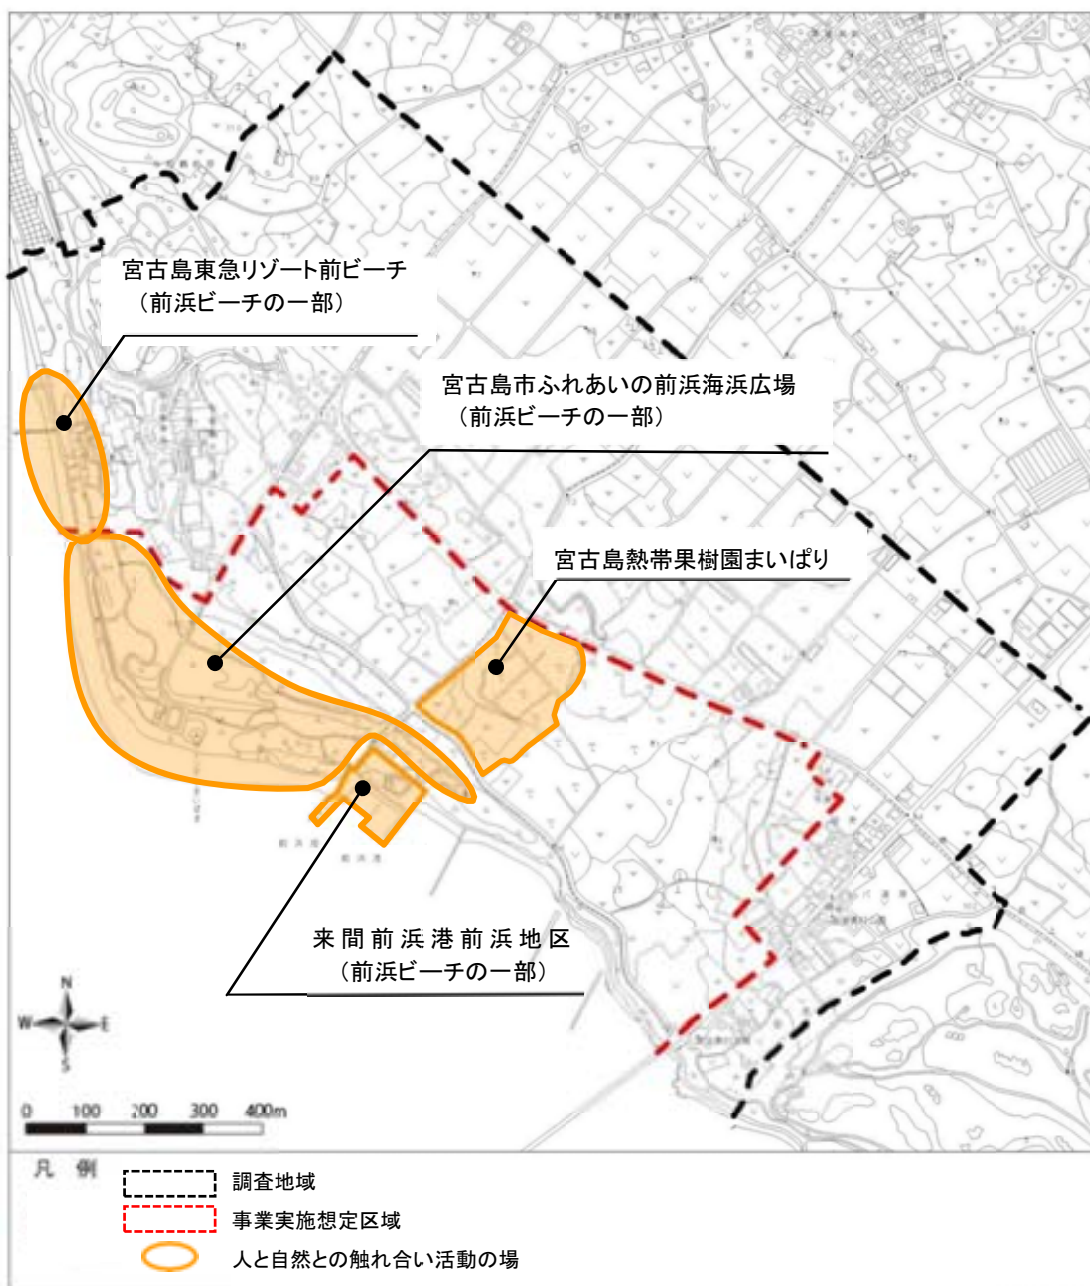 宮古島東急リゾート前ビーチ
（前浜ビーチの一部）
宮古島市ふれあいの前浜海浜広場
（前浜ビーチの一部）
宮古島熱帯果樹園まいぱり
来間前浜港前浜地区
（前浜ビーチの一部）
前浜港
N
W E
S
0 100 200 300 400m
凡 例
調査地域
事業実施想定区域
人と自然との触れ合い活動の場